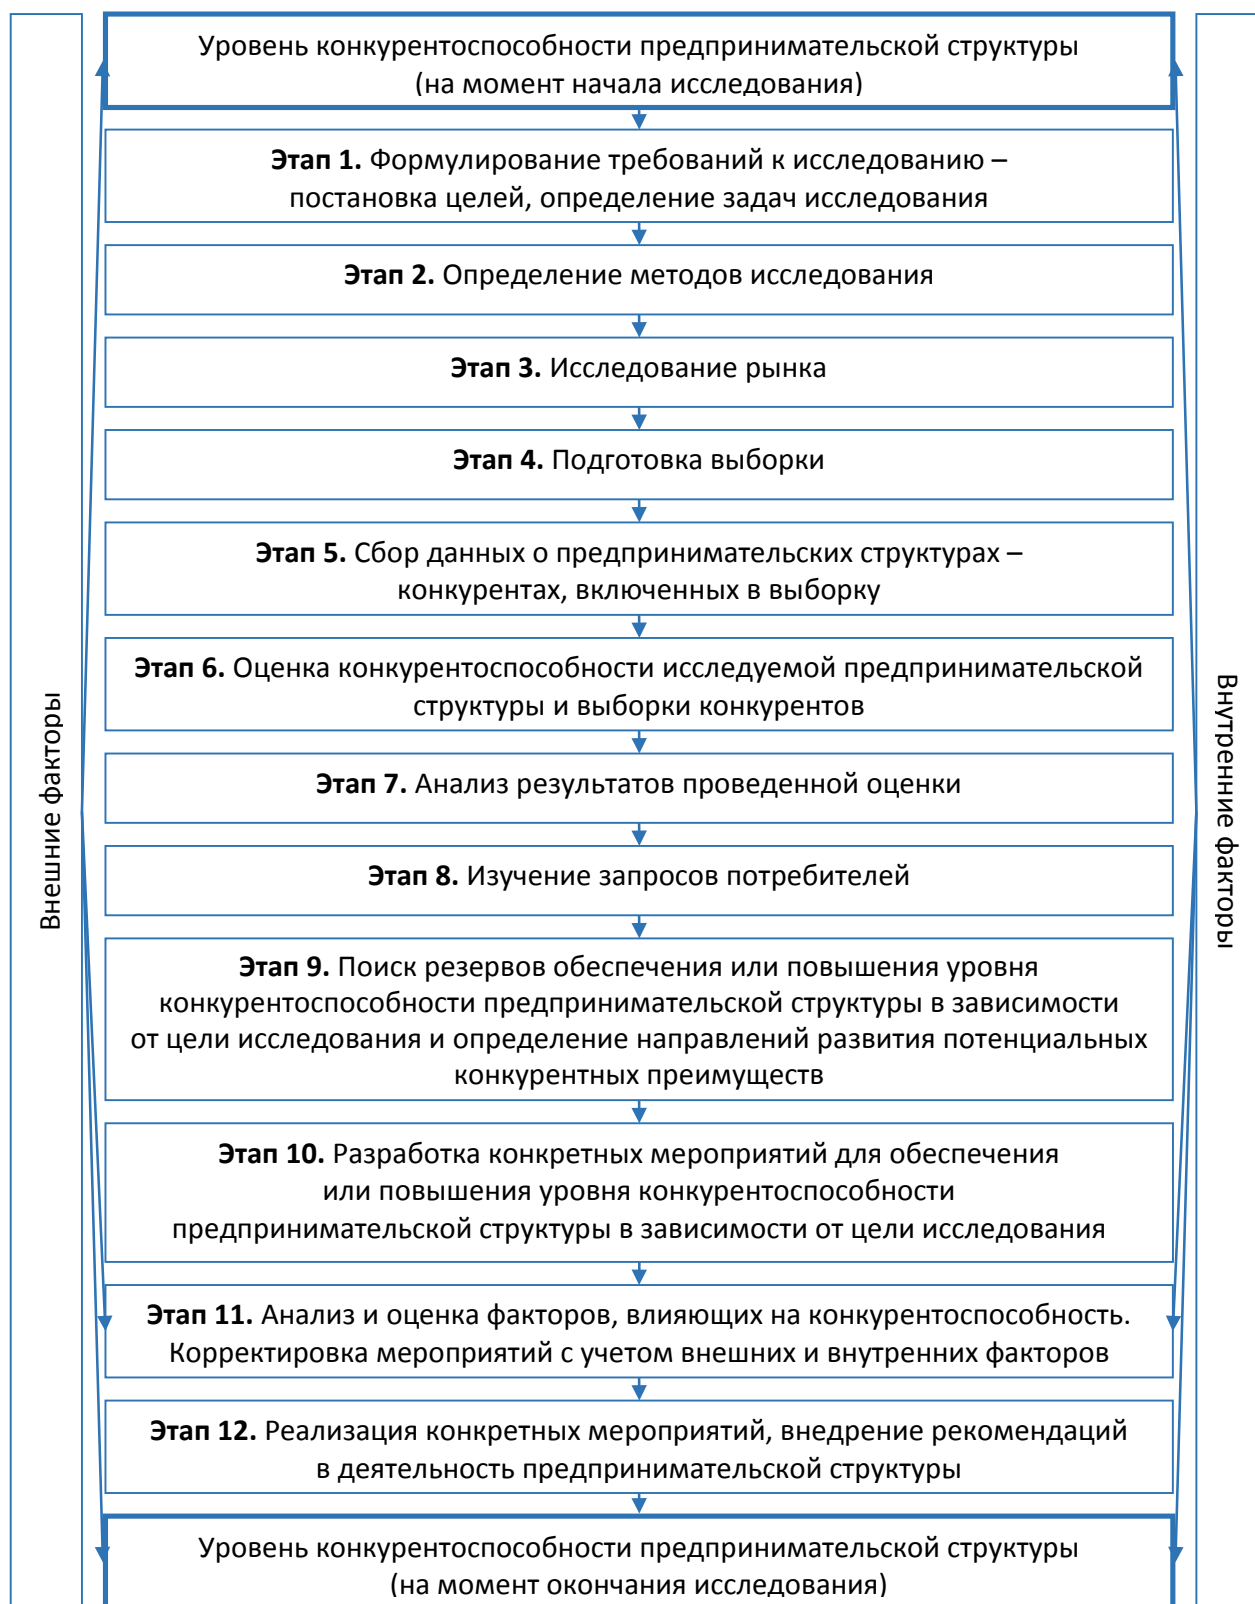 Уровень конкурентоспособности предпринимательской структуры
(на момент начала исследования)
Этап 1. Формулирование требований к исследованию –
постановка целей, определение задач исследования
Этап 2. Определение методов исследования
Этап 3. Исследование рынка
Этап 4. Подготовка выборки
Этап 5. Сбор данных о предпринимательских структурах –
конкурентах, включенных в выборку
Этап 6. Оценка конкурентоспособности исследуемой предпринимательской
структуры и выборки конкурентов
Этап 7. Анализ результатов проведенной оценки
Этап 8. Изучение запросов потребителей
Этап 9. Поиск резервов обеспечения или повышения уровня
конкурентоспособности предпринимательской структуры в зависимости
от цели исследования и определение направлений развития потенциальных
конкурентных преимуществ
Этап 10. Разработка конкретных мероприятий для обеспечения
или повышения уровня конкурентоспособности
предпринимательской структуры в зависимости от цели исследования
Этап 11. Анализ и оценка факторов, влияющих на конкурентоспособность.
Корректировка мероприятий с учетом внешних и внутренних факторов
Этап 12. Реализация конкретных мероприятий, внедрение рекомендаций
в деятельность предпринимательской структуры
Уровень конкурентоспособности предпринимательской структуры
(на момент окончания исследования)
Внешние факторы
Внутренние факторы